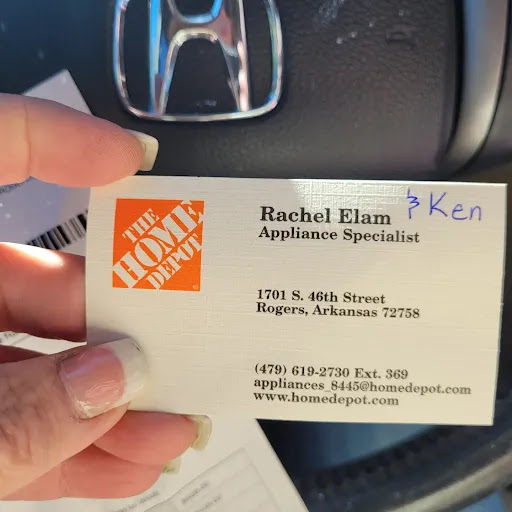 THE
HOME
DEPOT
Rachel Elam & Ken
Appliance Specialist
1701 S. 46th Street
Rogers, Arkansas 72758
(479) 619-2730 Ext. 369
appliances_8445@homedepot.com
www.homedepot.com